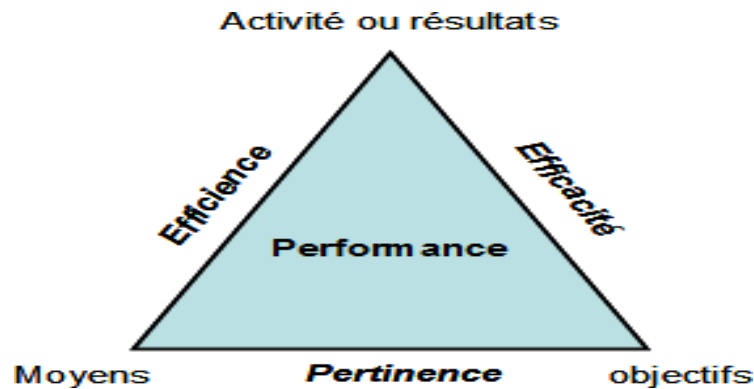 Activité ou résultats
Efficience
Efficacité
Performance
Moyens
Pertinence
objectifs